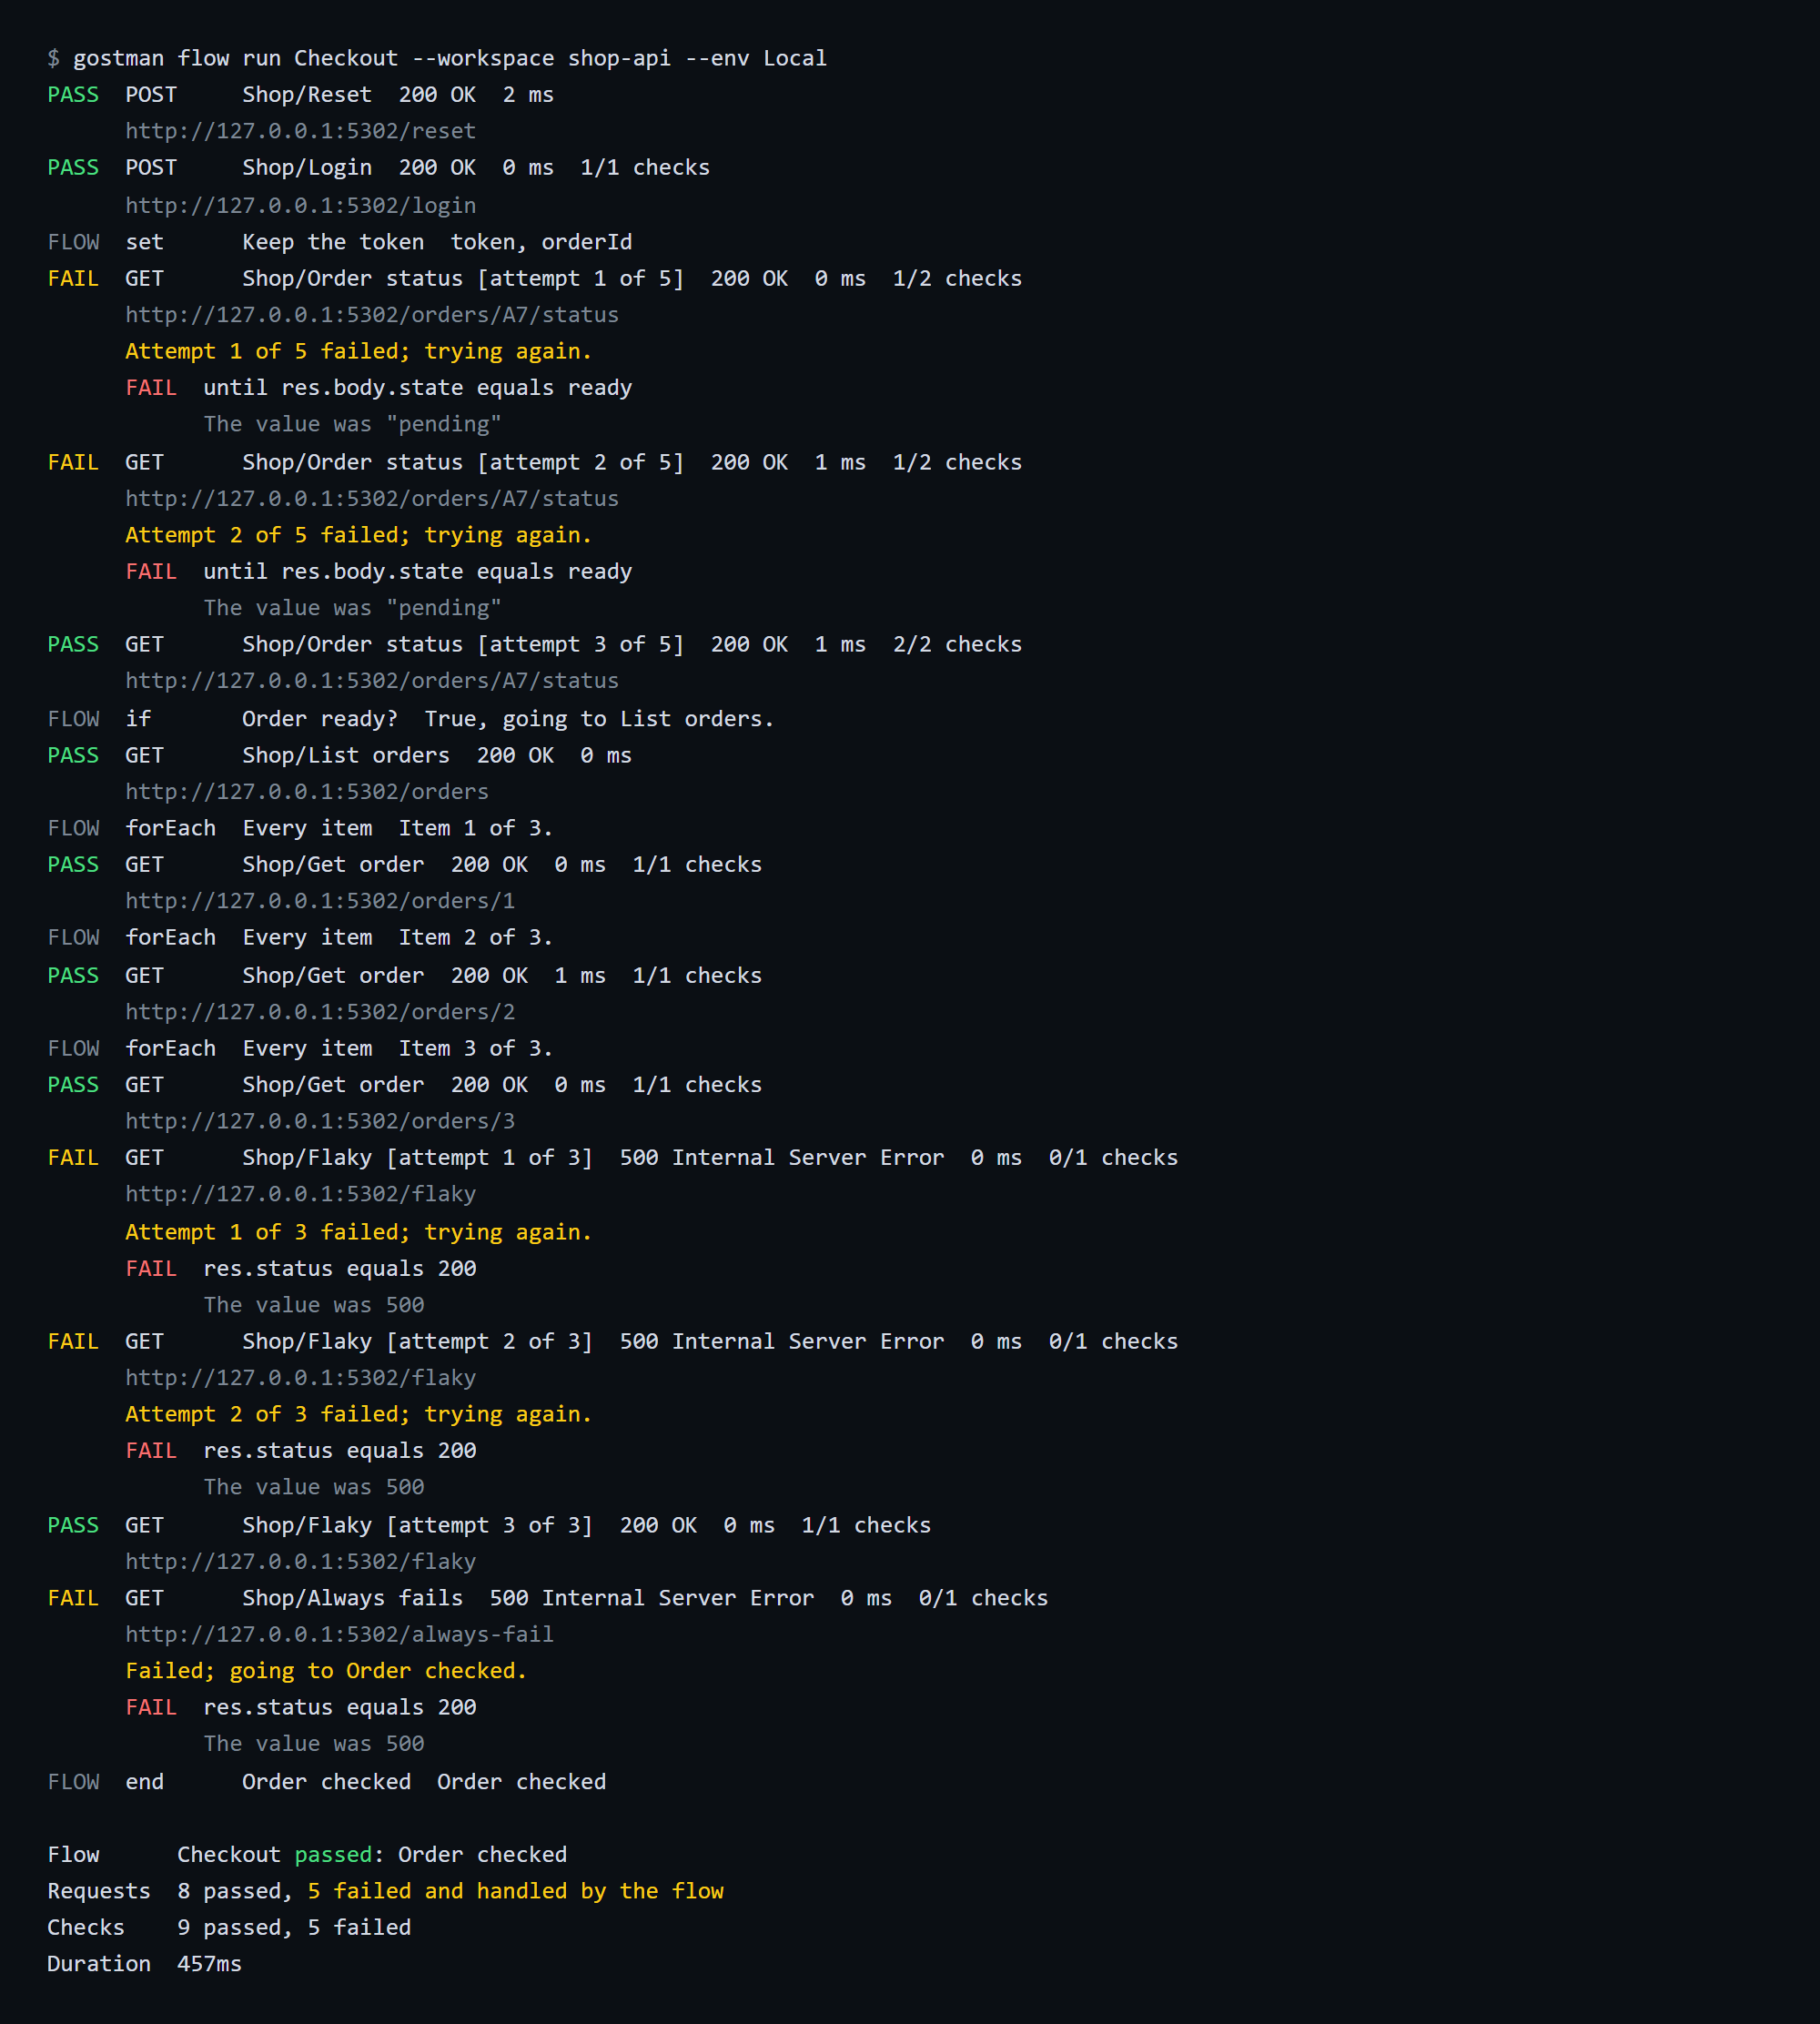 $ gostman flow run Checkout --workspace shop-api --env Local
PASS  POST     Shop/Reset  200 OK  2 ms
      http://127.0.0.1:5302/reset
PASS  POST     Shop/Login  200 OK  0 ms  1/1 checks
      http://127.0.0.1:5302/login
FLOW  set      Keep the token  token, orderId
FAIL  GET      Shop/Order status [attempt 1 of 5]  200 OK  0 ms  1/2 checks
      http://127.0.0.1:5302/orders/A7/status
      Attempt 1 of 5 failed; trying again.
      FAIL  until res.body.state equals ready
            The value was "pending"
FAIL  GET      Shop/Order status [attempt 2 of 5]  200 OK  1 ms  1/2 checks
      http://127.0.0.1:5302/orders/A7/status
      Attempt 2 of 5 failed; trying again.
      FAIL  until res.body.state equals ready
            The value was "pending"
PASS  GET      Shop/Order status [attempt 3 of 5]  200 OK  1 ms  2/2 checks
      http://127.0.0.1:5302/orders/A7/status
FLOW  if       Order ready?  True, going to List orders.
PASS  GET      Shop/List orders  200 OK  0 ms
      http://127.0.0.1:5302/orders
FLOW  forEach  Every item  Item 1 of 3.
PASS  GET      Shop/Get order  200 OK  0 ms  1/1 checks
      http://127.0.0.1:5302/orders/1
FLOW  forEach  Every item  Item 2 of 3.
PASS  GET      Shop/Get order  200 OK  1 ms  1/1 checks
      http://127.0.0.1:5302/orders/2
FLOW  forEach  Every item  Item 3 of 3.
PASS  GET      Shop/Get order  200 OK  0 ms  1/1 checks
      http://127.0.0.1:5302/orders/3
FAIL  GET      Shop/Flaky [attempt 1 of 3]  500 Internal Server Error  0 ms  0/1 checks
      http://127.0.0.1:5302/flaky
      Attempt 1 of 3 failed; trying again.
      FAIL  res.status equals 200
            The value was 500
FAIL  GET      Shop/Flaky [attempt 2 of 3]  500 Internal Server Error  0 ms  0/1 checks
      http://127.0.0.1:5302/flaky
      Attempt 2 of 3 failed; trying again.
      FAIL  res.status equals 200
            The value was 500
PASS  GET      Shop/Flaky [attempt 3 of 3]  200 OK  0 ms  1/1 checks
      http://127.0.0.1:5302/flaky
FAIL  GET      Shop/Always fails  500 Internal Server Error  0 ms  0/1 checks
      http://127.0.0.1:5302/always-fail
      Failed; going to Order checked.
      FAIL  res.status equals 200
            The value was 500
FLOW  end      Order checked  Order checked

Flow      Checkout passed: Order checked
Requests  8 passed, 5 failed and handled by the flow
Checks    9 passed, 5 failed
Duration  457ms